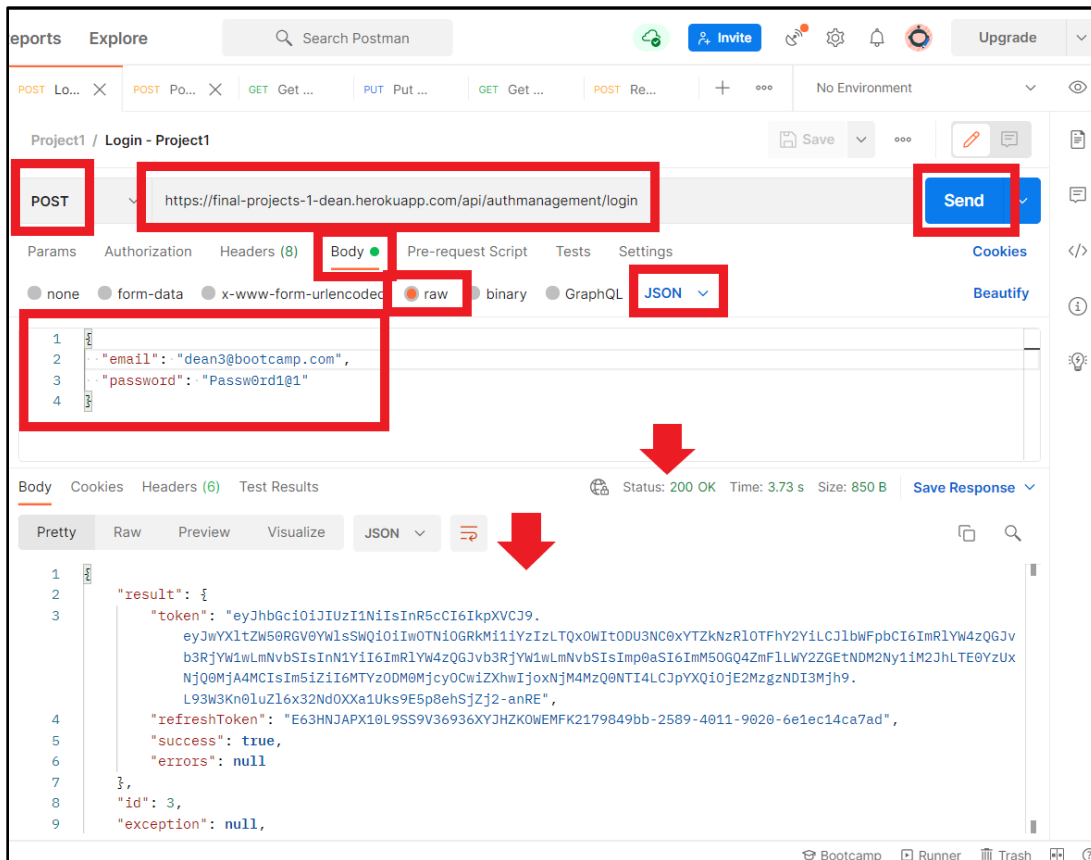 eports Explore Search Postman Invite Upgrade
POST Lo... POST Po... GET Get ... PUT Put ... GET Get ... POST Re... No Environment
Project1 / Login - Project1 Save
POST https://final-projects-1-dean.herokuapp.com/api/authmanagement/login Send
Params Authorization Headers (8) Body Pre-request Script Tests Settings Cookies
none form-data x-www-form-urlencoded raw binary GraphQL JSON Beautify
1 {
2 "email": "dean3@bootcamp.com",
3 "password": "Passw0rd1@1"
4 }
Body Cookies Headers (6) Test Results Status: 200 OK Time: 3.73 s Size: 850 B Save Response
Pretty Raw Preview Visualize JSON
1 {
2 "result": {
3 "token": "eyJhbGciOiJIUzI1NiIsInR5cCI6IkpXVCJ9.
eyJwYXltZW50RGV0YWlsSWQiOiIwOTNiOGRkMi1iYzIzLTQxOWItODU3NC0xYTZkNzRlOTFhY2YiLCJlbWFpbCI6ImRlYW4zQGJv
b3RjYW1wLmNvbSIsInN1YiI6ImRlYW4zQGJvb3RjYW1wLmNvbSIsImp0aSI6ImM5OGQ4ZmFlLWY2ZGEtNDM2Ny1iM2JhLTE0YzUx
NjQ0MjA4MCIsIm5iZiI6MTYzODM0MjcyOCwiZXhwIjoxNjM4MzQ0NTI4LCJpYXQiOjE2MzgzNDI3Mjh9.
L93W3Kn0luZl6x32NdOXXa1Uks9E5p8ehSjZj2-anRE",
4 "refreshToken": "E63HNJAPX10L9SS9V36936XYJHZKOWEMFK2179849bb-2589-4011-9020-6e1ec14ca7ad",
5 "success": true,
6 "errors": null
7 },
8 "id": 3,
9 "exception": null,
Bootcamp Runner Trash